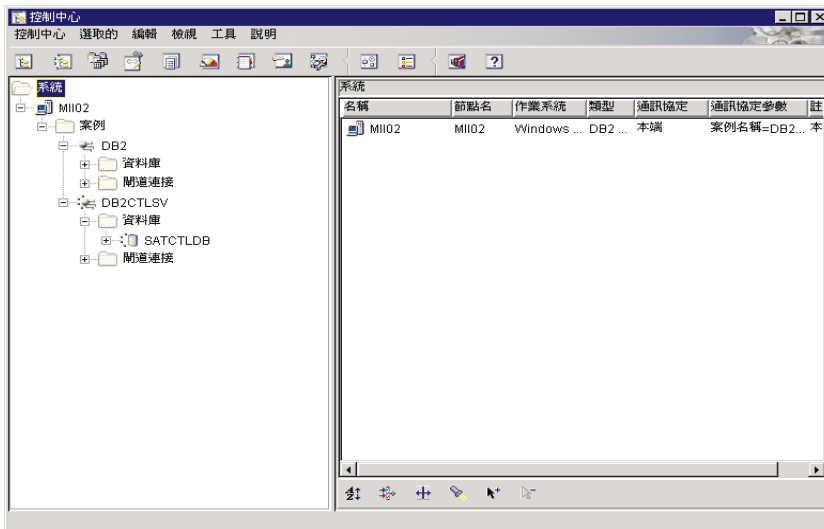 控制中心
控制中心 選取的 編輯 檢視 工具 說明
系統
MII02
案例
DB2
資料庫
閘道連接
DB2CTLSV
資料庫
SATCTLDB
閘道連接
系統
名稱 節點名 作業系統 類型 通訊協定 通訊協定參數 註
MII02 MII02 Windows ... DB2 ... 本端 案例名稱=DB2... 本